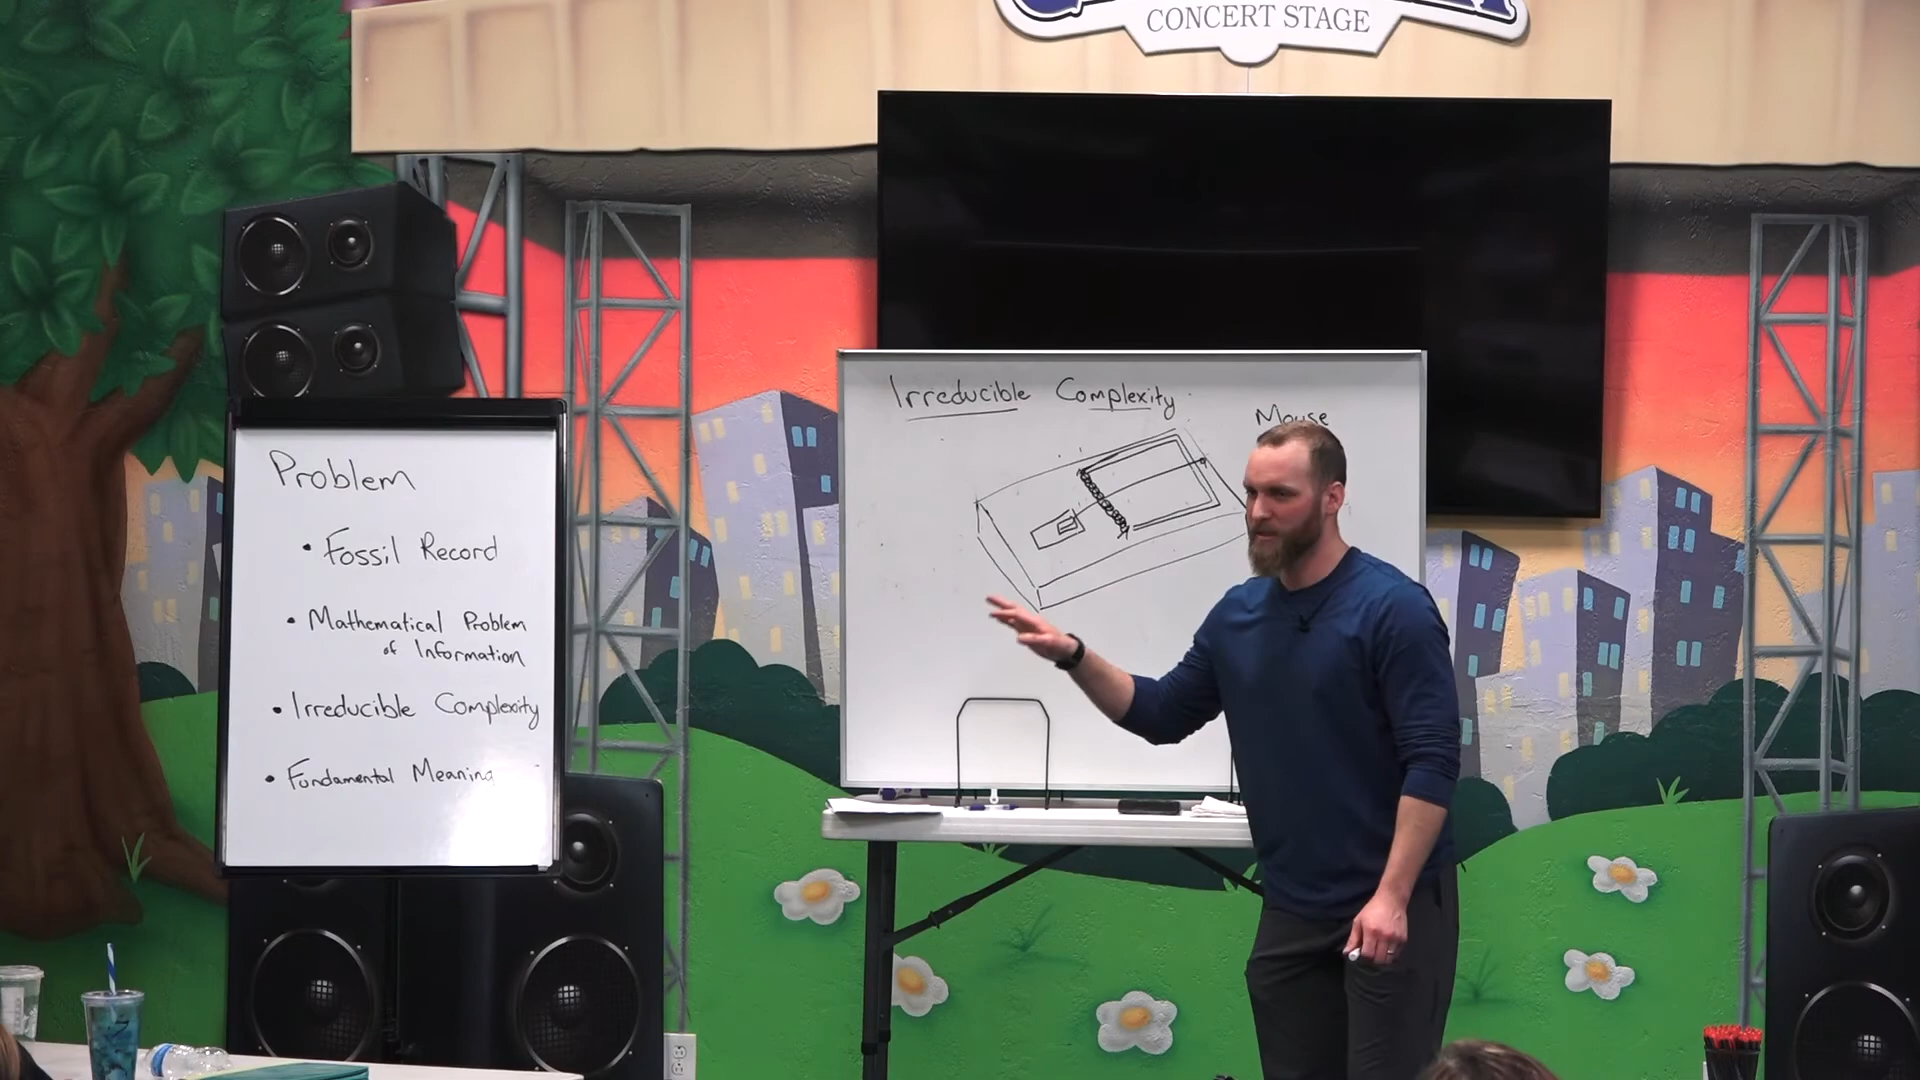 CONCERT STAGE
Irreducible Complexity
Mouse
Problem
• Fossil Record
• Mathematical Problem
of Information
• Irreducible Complexity
• Fundamental Meaning